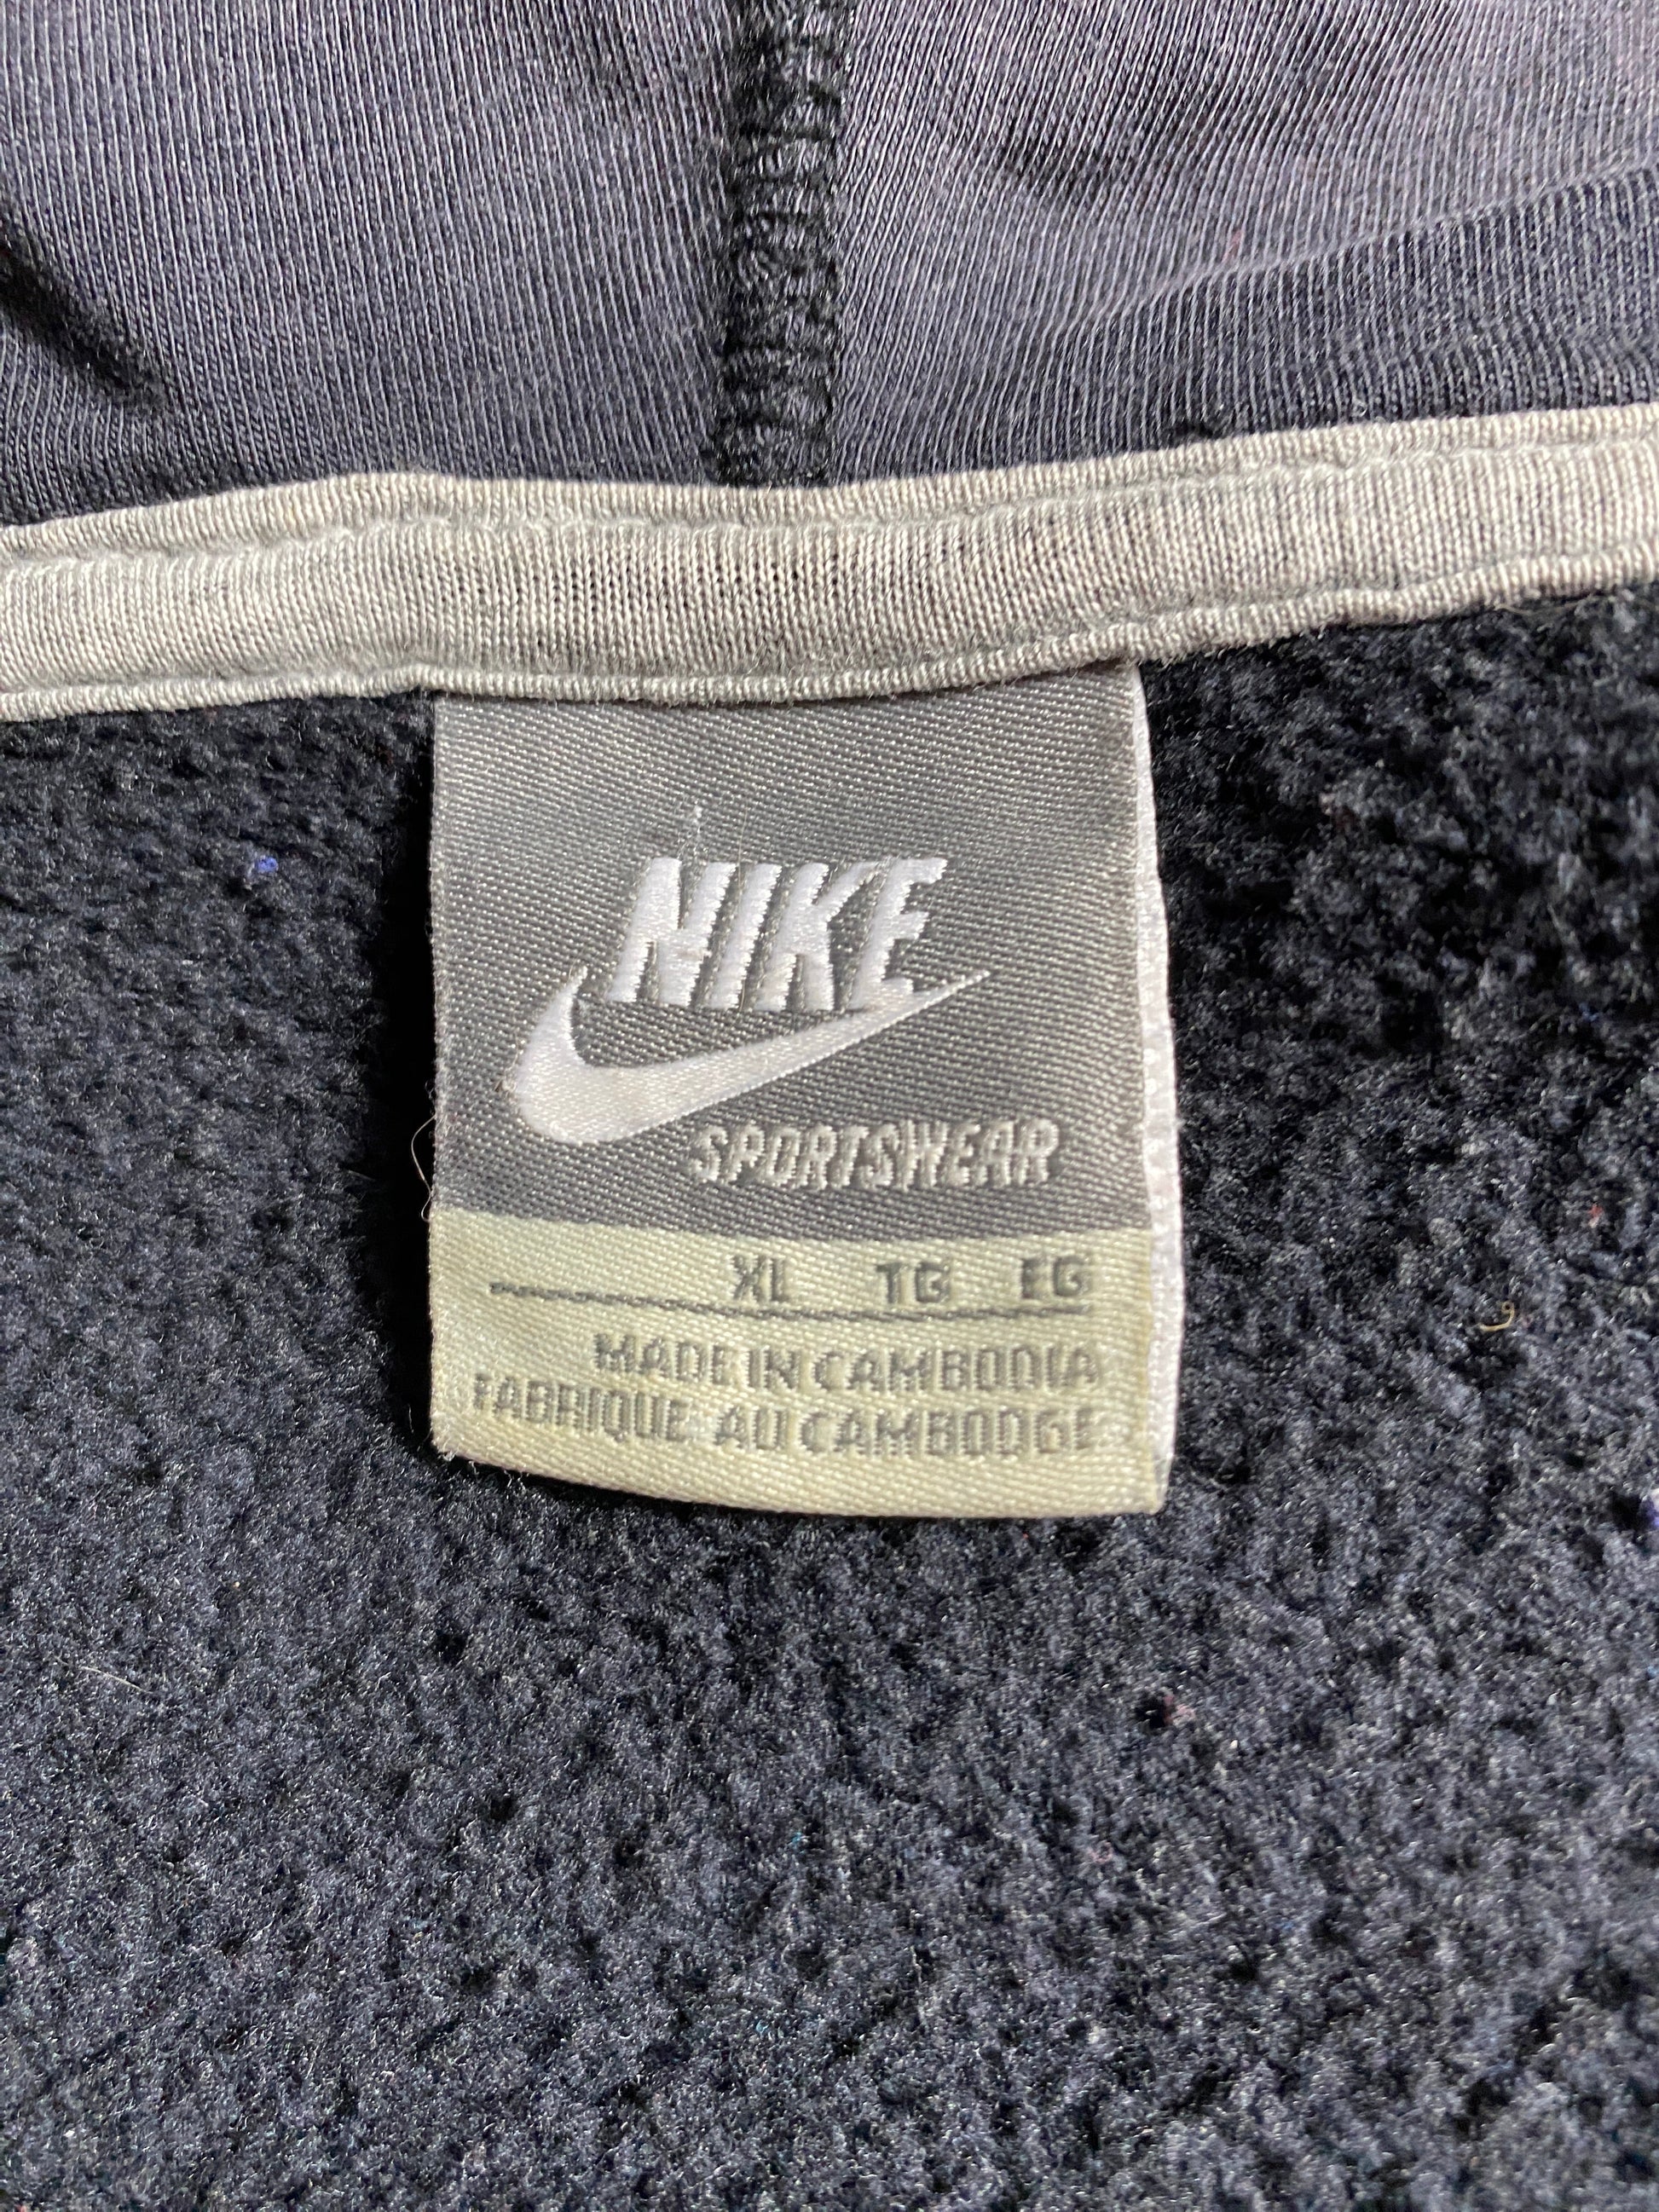 NIKE
SPORTSWEAR
XL TG EG
MADE IN CAMBODIA
FABRIQUE AU CAMBODGE